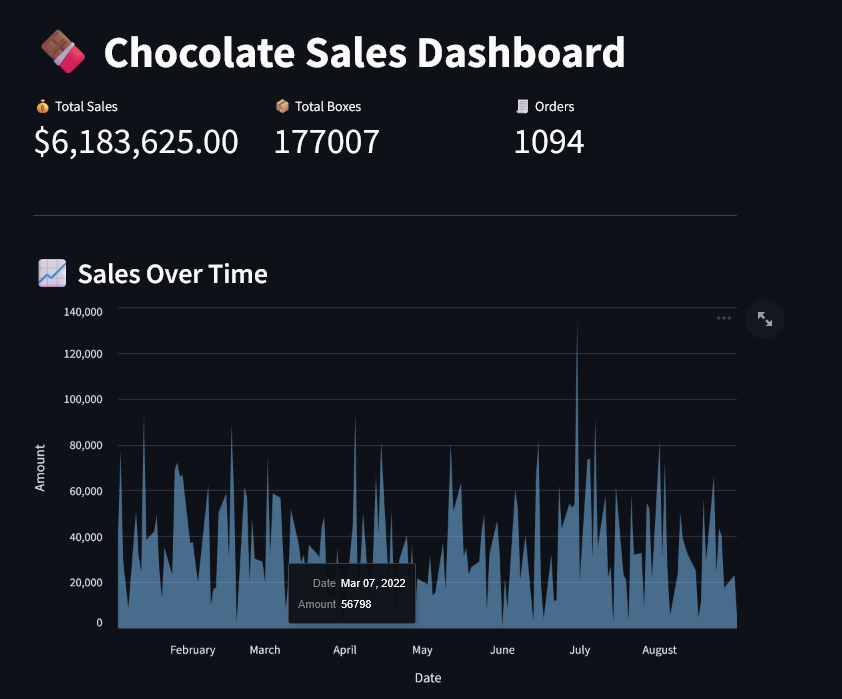 Chocolate Sales Dashboard
Total Sales
Total Boxes
Orders
$6,183,625.00
177007
1094
Sales Over Time
140,000
120,000
100,000
80,000
60,000
40,000
20,000
0
Amount
Date Mar 07, 2022
Amount 56798
February March April May June July August
Date